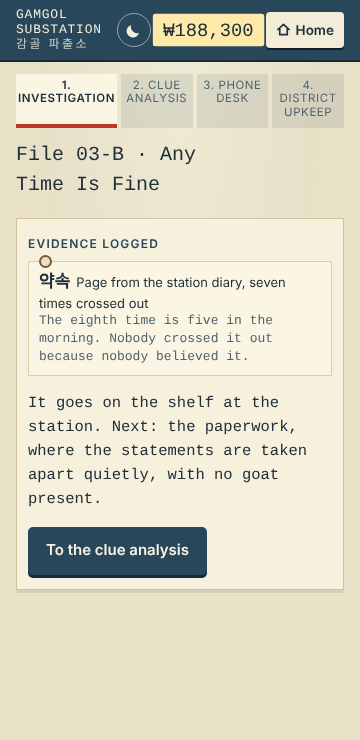 GAMGOL
SUBSTATION
감골 파출소
₩188,300
Home
1.
INVESTIGATION
2. CLUE
ANALYSIS
3. PHONE
DESK
4.
DISTRICT
UPKEEP
File 03-B · Any
Time Is Fine
EVIDENCE LOGGED
약속 Page from the station diary, seven
times crossed out
The eighth time is five in the
morning. Nobody crossed it out
because nobody believed it.
It goes on the shelf at the
station. Next: the paperwork,
where the statements are taken
apart quietly, with no goat
present.
To the clue analysis